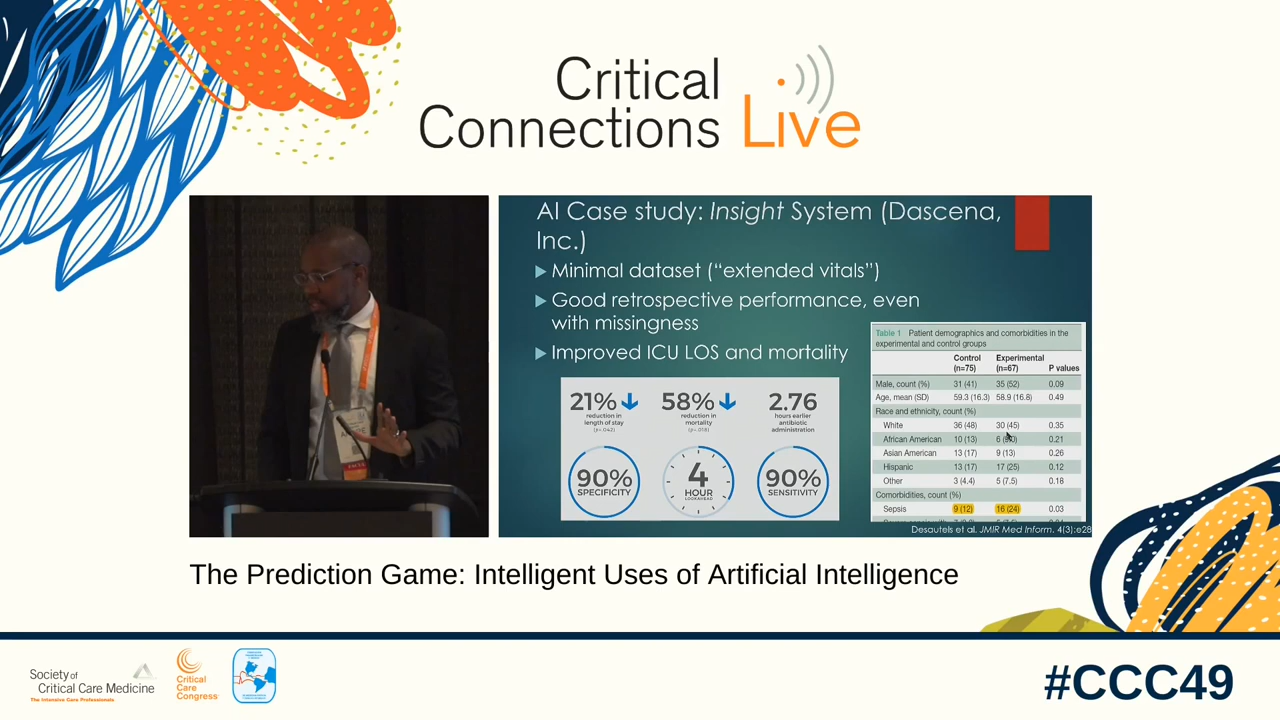 Critical
Connections Live
AI Case study: Insight System (Dascena,
Inc.)
Minimal dataset (“extended vitals”)
Good retrospective performance, even
with missingness
Improved ICU LOS and mortality
21%
reduction in
length of stay
(p=.042)
58%
reduction in
mortality
(p=.018)
2.76
hours earlier
antibiotic
administration
90%
SPECIFICITY
4
HOUR
LOOKAHEAD
90%
SENSITIVITY
Table 1 Patient demographics and comorbidities in the
experimental and control groups
Control Experimental
(n=75) (n=67) P values
Male, count (%) 31 (41) 35 (52) 0.09
Age, mean (SD) 59.3 (16.3) 58.9 (16.8) 0.49
Race and ethnicity, count (%)
White 36 (48) 30 (45) 0.35
African American 10 (13) 6 0.21
Asian American 13 (17) 9 (13) 0.26
Hispanic 13 (17) 17 (25) 0.12
Other 3 (4.4) 5 (7.5) 0.18
Comorbidities, count (%)
Sepsis 9 (12) 16 (24) 0.03
Desautels et al. JMIR Med Inform. 4(3):e28
The Prediction Game: Intelligent Uses of Artificial Intelligence
Society of
Critical Care Medicine
The Intensive Care Professionals
Critical
Care
Congress
#CCC49